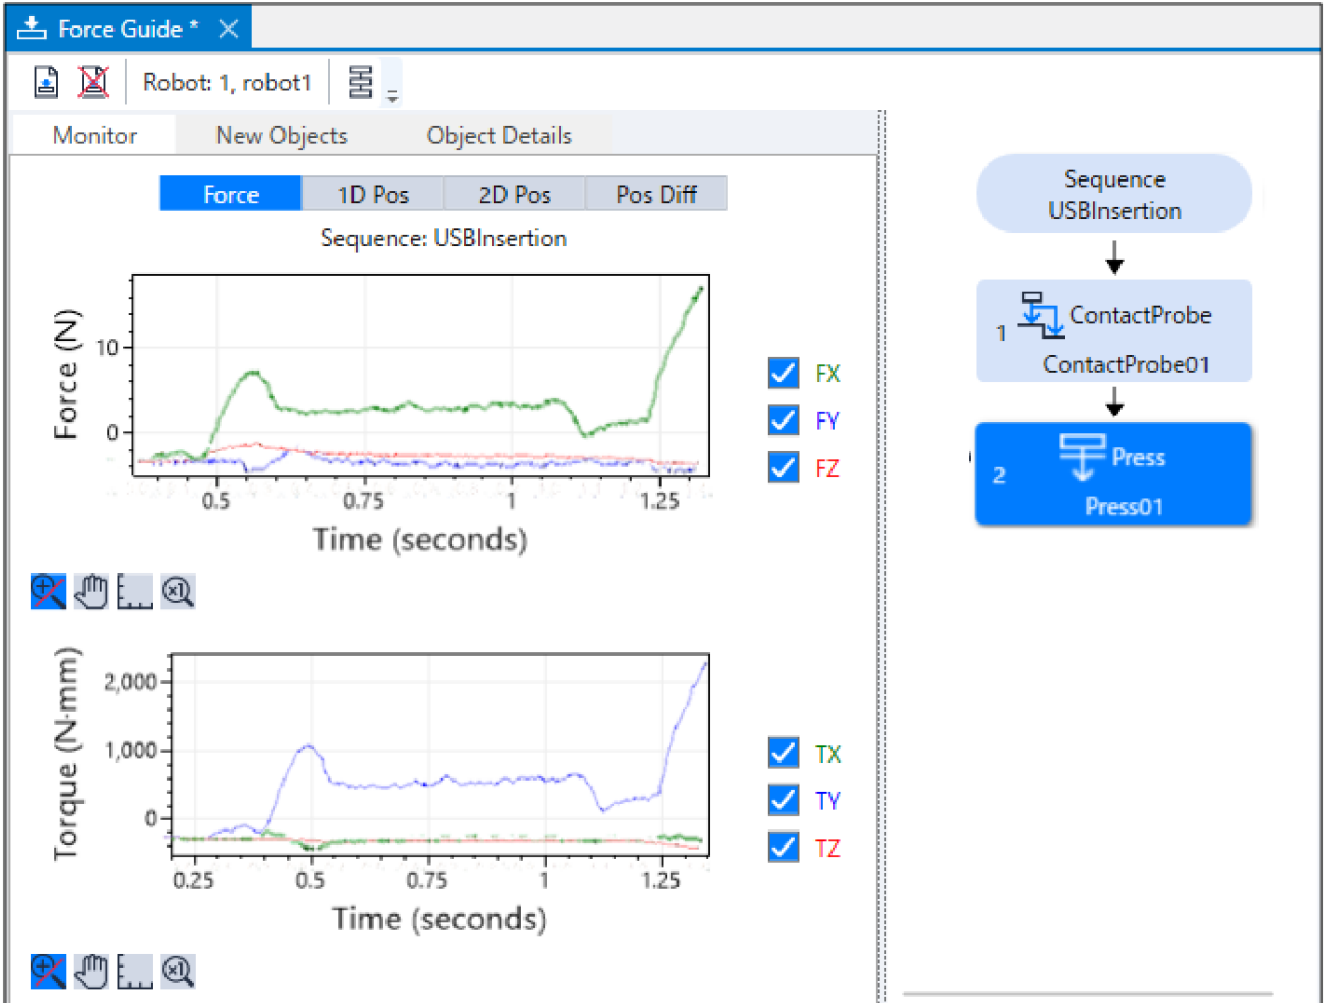 Force Guide *
Robot: 1, robot1
Monitor New Objects Object Details
Force 1D Pos 2D Pos Pos Diff
Sequence: USBInsertion
Force (N)
10
0
0.5 0.75 1 1.25
Time (seconds)
FX
FY
FZ
x1
Torque (N·mm)
2,000
1,000
0
0.25 0.5 0.75 1 1.25
Time (seconds)
TX
TY
TZ
x1
Sequence
USBInsertion
1 ContactProbe
ContactProbe01
2 Press
Press01